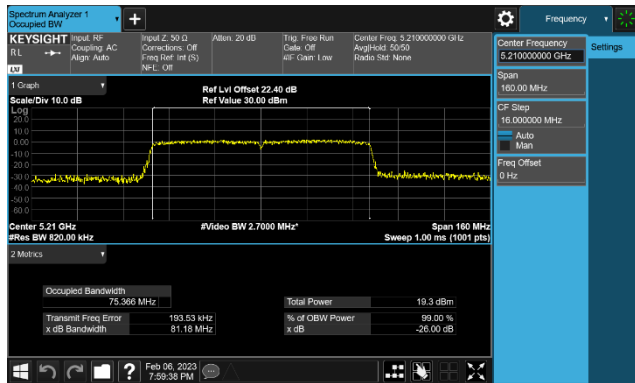 Spectrum Analyzer 1
Occupied BW
Frequency
KEYSIGHT
RL
LXI
Input: RF
Coupling: AC
Align: Auto
Input Z: 50 Ω
Corrections: Off
Freq Ref: Int (S)
NFE: Off
Atten: 20 dB
Trig: Free Run
Gate: Off
#IF Gain: Low
Center Freq: 5.210000000 GHz
Avg|Hold: 50/50
Radio Std: None
Center Frequency
5.210000000 GHz
Settings
Span
160.00 MHz
CF Step
16.000000 MHz
Auto
Man
Freq Offset
0 Hz
1 Graph
Scale/Div 10.0 dB
Ref Lvl Offset 22.40 dB
Ref Value 30.00 dBm
Log
20.0
10.0
0.00
-10.0
-20.0
-30.0
-40.0
-50.0
-60.0
Center 5.21 GHz
#Res BW 820.00 kHz
#Video BW 2.7000 MHz*
Span 160 MHz
Sweep 1.00 ms (1001 pts)
2 Metrics
Occupied Bandwidth
75.366 MHz
Total Power 19.3 dBm
Transmit Freq Error 193.53 kHz
% of OBW Power 99.00 %
x dB Bandwidth 81.18 MHz
x dB -26.00 dB
?
Feb 06, 2023
7:59:38 PM